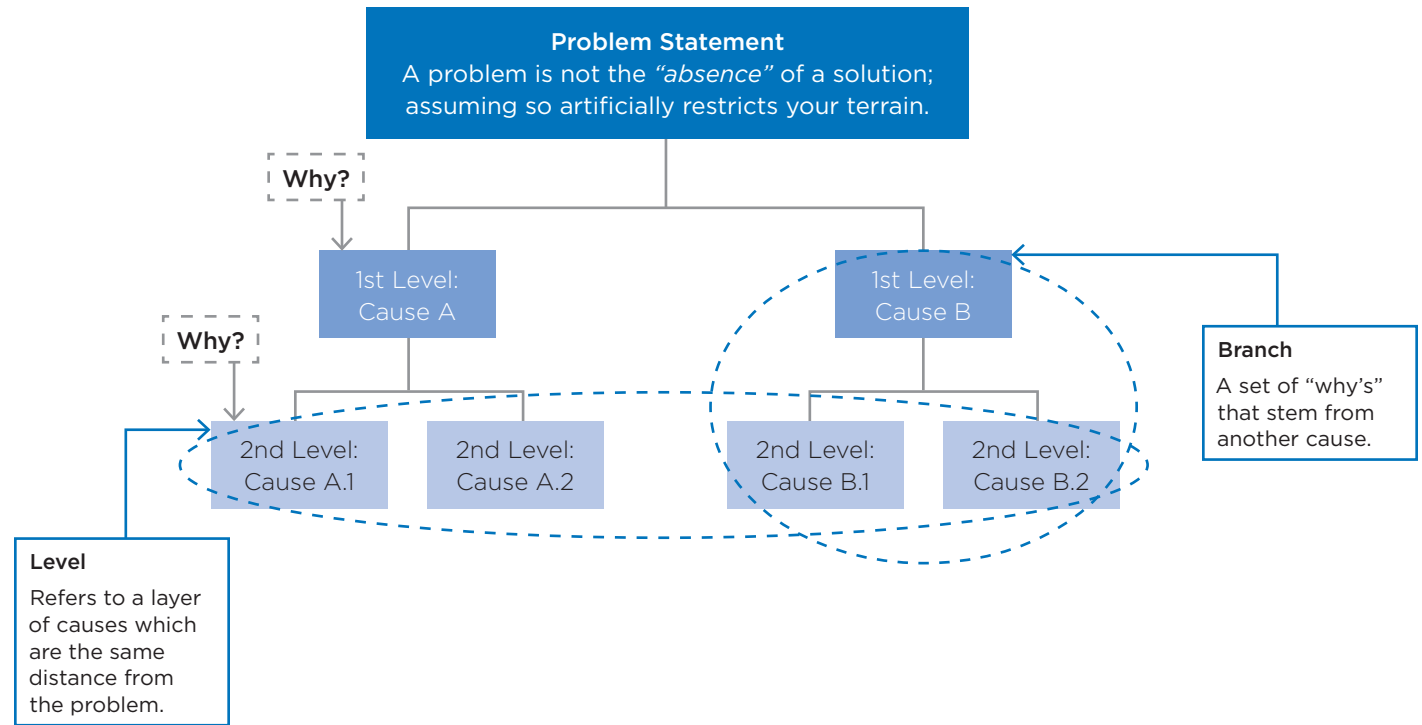 Problem Statement
A problem is not the “absence” of a solution;
assuming so artificially restricts your terrain.
Why?
1st Level:
Cause A
1st Level:
Cause B
Why?
Branch
A set of “why’s”
that stem from
another cause.
2nd Level:
Cause A.1
2nd Level:
Cause A.2
2nd Level:
Cause B.1
2nd Level:
Cause B.2
Level
Refers to a layer
of causes which
are the same
distance from
the problem.